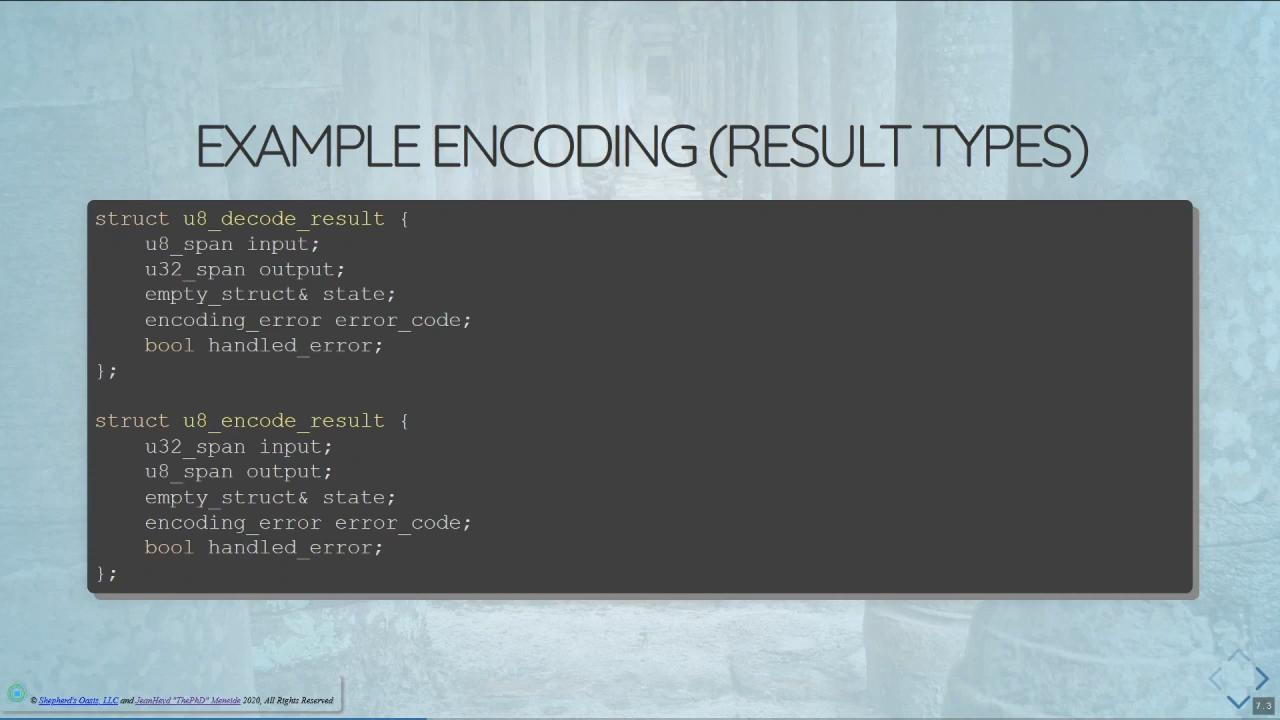 EXAMPLE ENCODING (RESULT TYPES)
struct u8_decode_result {
    u8_span input;
    u32_span output;
    empty_struct& state;
    encoding_error error_code;
    bool handled_error;
};
struct u8_encode_result {
    u32_span input;
    u8_span output;
    empty_struct& state;
    encoding_error error_code;
    bool handled_error;
};
© Shepherd's Oasis, LLC and JeanHeyd "ThePhD" Meneide 2020, All Rights Reserved
7.3